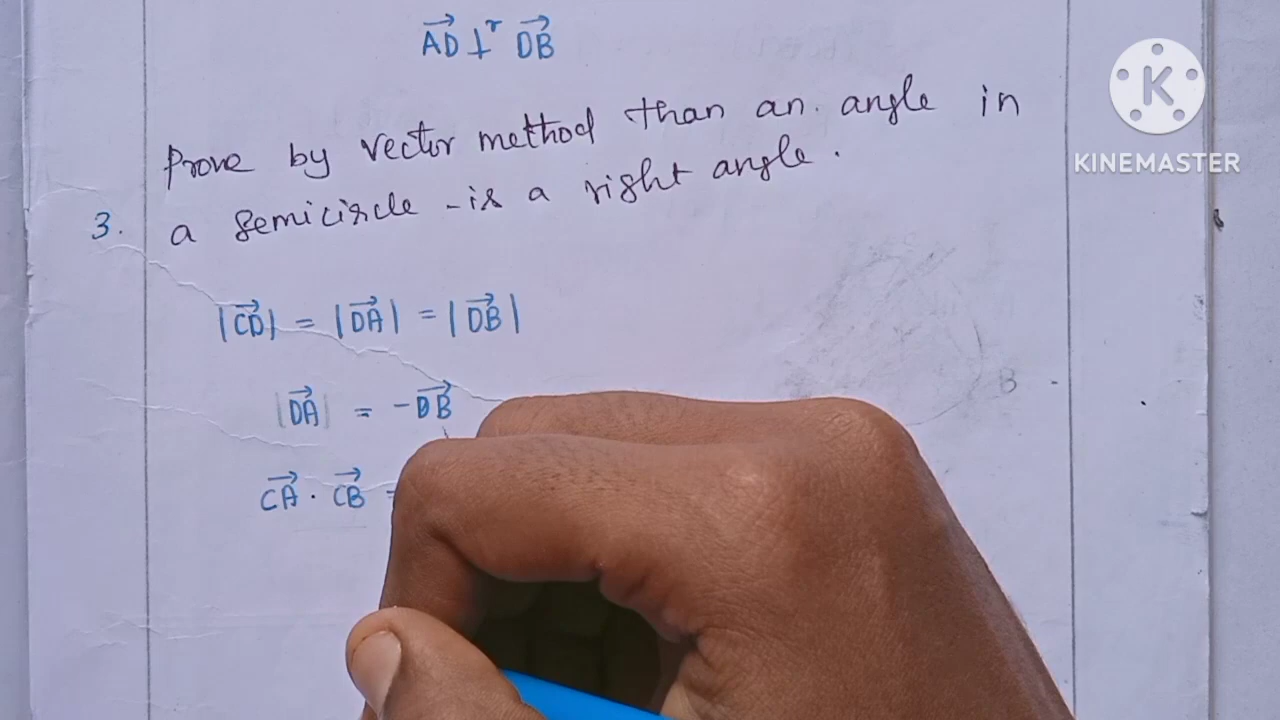 AD ⊥ʳ DB
KINEMASTER
Prove by vector method than an. angle in
3. a semicircle is a right angle.
|CD| = |DA| = |DB|
|DA| = -DB
CA . CB =
B